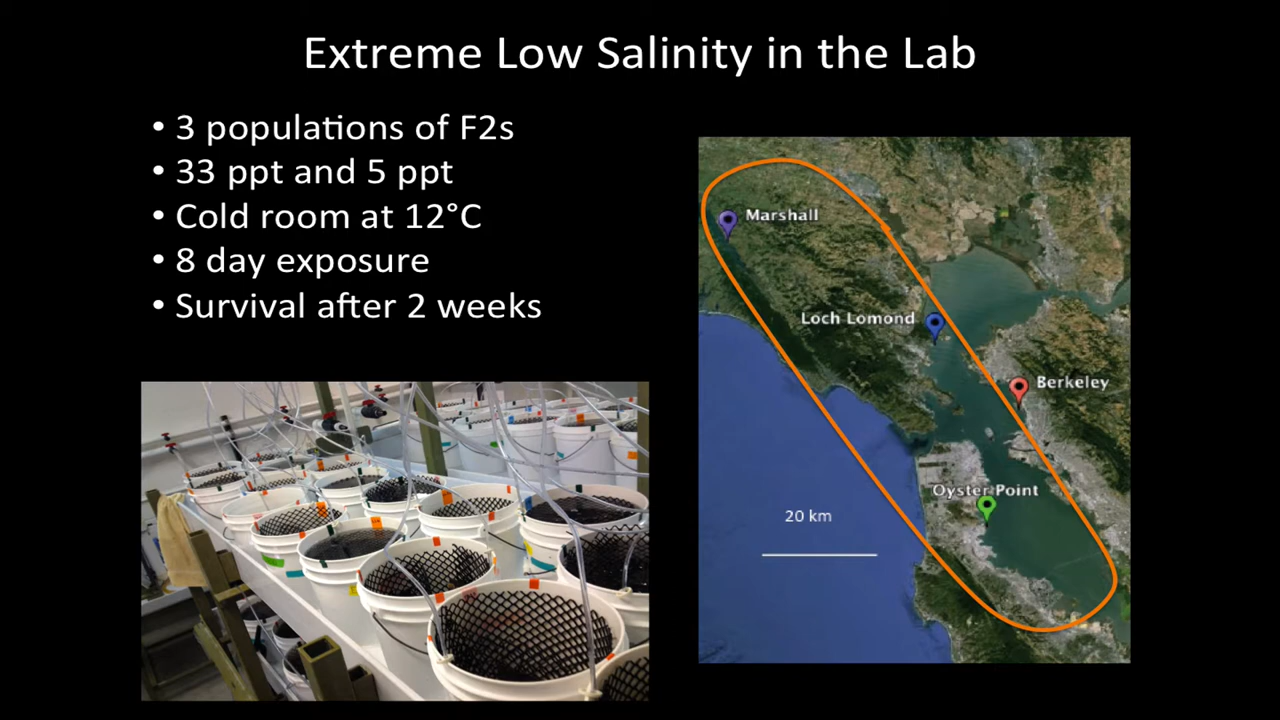 Extreme Low Salinity in the Lab
• 3 populations of F2s
• 33 ppt and 5 ppt
• Cold room at 12°C
• 8 day exposure
• Survival after 2 weeks
Marshall
Loch Lomond
Berkeley
Oyster Point
20 km